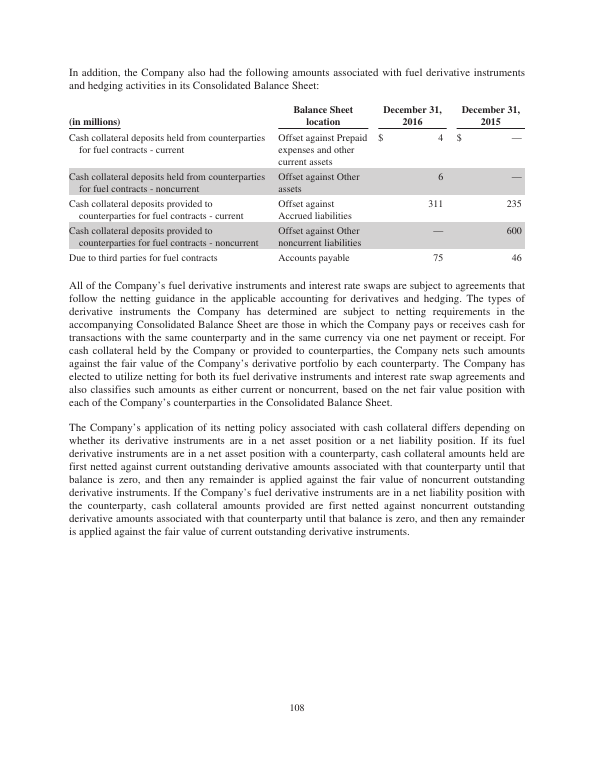 In addition, the Company also had the following amounts associated with fuel derivative instruments
and hedging activities in its Consolidated Balance Sheet:
(in millions) Balance Sheet location December 31, 2016 December 31, 2015
Cash collateral deposits held from counterparties Offset against Prepaid $ 4 $ —
for fuel contracts - current expenses and other
current assets
Cash collateral deposits held from counterparties Offset against Other 6 —
for fuel contracts - noncurrent assets
Cash collateral deposits provided to Offset against 311 235
counterparties for fuel contracts - current Accrued liabilities
Cash collateral deposits provided to Offset against Other — 600
counterparties for fuel contracts - noncurrent noncurrent liabilities
Due to third parties for fuel contracts Accounts payable 75 46
All of the Company's fuel derivative instruments and interest rate swaps are subject to agreements that
follow the netting guidance in the applicable accounting for derivatives and hedging. The types of
derivative instruments the Company has determined are subject to netting requirements in the
accompanying Consolidated Balance Sheet are those in which the Company pays or receives cash for
transactions with the same counterparty and in the same currency via one net payment or receipt. For
cash collateral held by the Company or provided to counterparties, the Company nets such amounts
against the fair value of the Company's derivative portfolio by each counterparty. The Company has
elected to utilize netting for both its fuel derivative instruments and interest rate swap agreements and
also classifies such amounts as either current or noncurrent, based on the net fair value position with
each of the Company's counterparties in the Consolidated Balance Sheet.
The Company's application of its netting policy associated with cash collateral differs depending on
whether its derivative instruments are in a net asset position or a net liability position. If its fuel
derivative instruments are in a net asset position with a counterparty, cash collateral amounts held are
first netted against current outstanding derivative amounts associated with that counterparty until that
balance is zero, and then any remainder is applied against the fair value of noncurrent outstanding
derivative instruments. If the Company's fuel derivative instruments are in a net liability position with
the counterparty, cash collateral amounts provided are first netted against noncurrent outstanding
derivative amounts associated with that counterparty until that balance is zero, and then any remainder
is applied against the fair value of current outstanding derivative instruments.
108